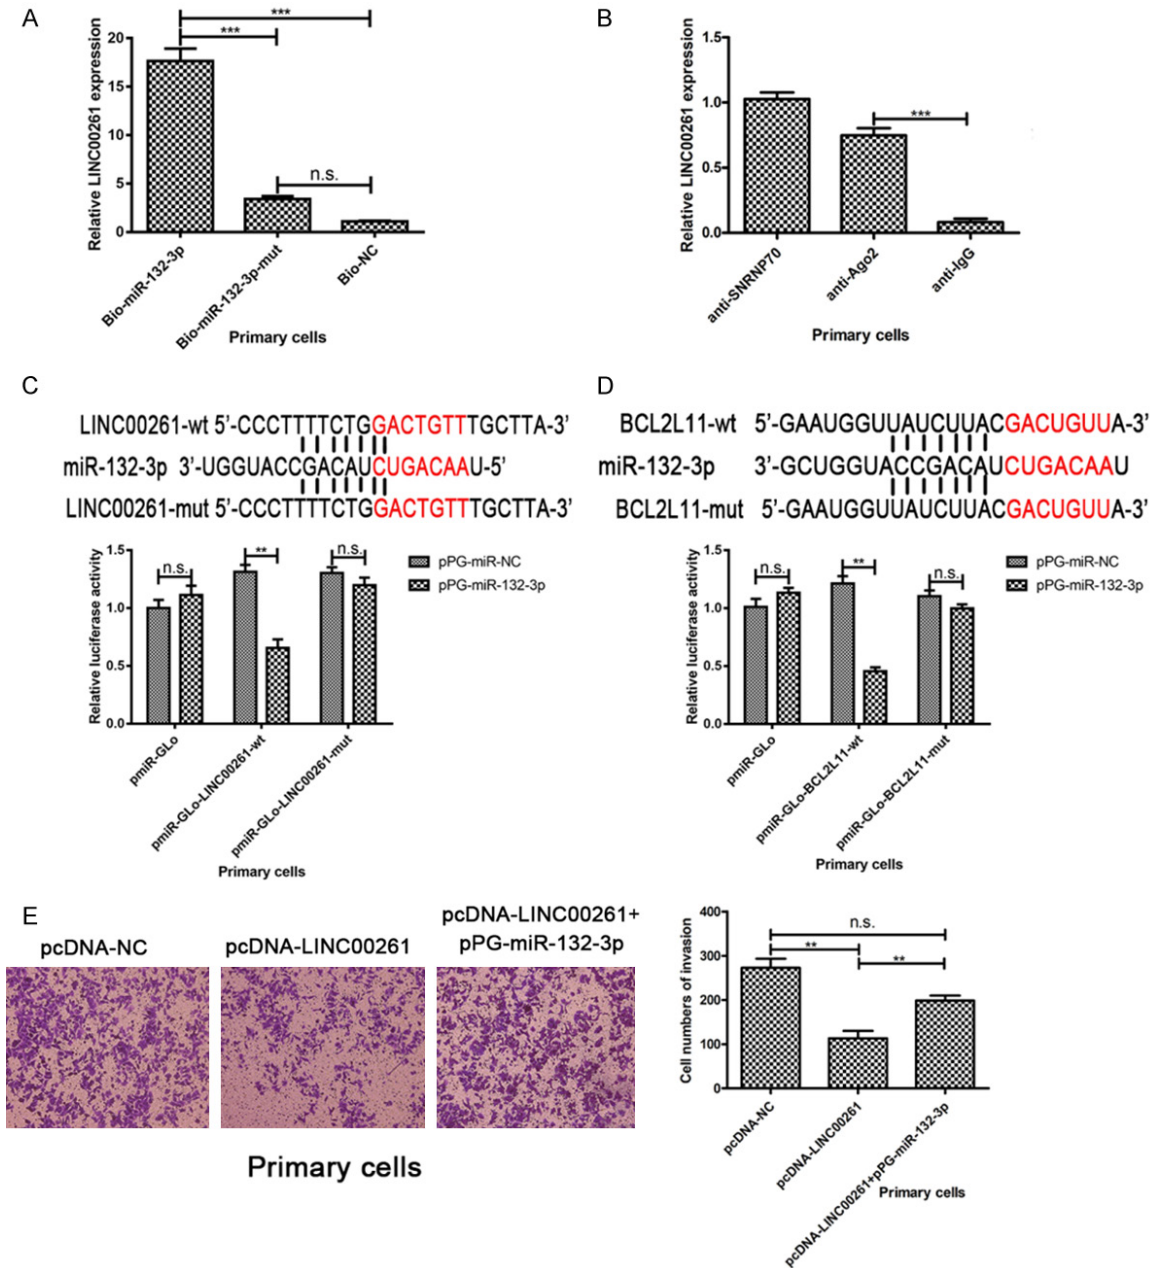 A
Relative LINC00261 expression
20
15
10
5
0
***
***
n.s.
Bio-miR-132-3p
Bio-miR-132-3p-mut
Bio-NC
Primary cells
B
Relative LINC00261 expression
1.5
1.0
0.5
0.0
***
anti-SNRNP70
anti-Ago2
anti-IgG
Primary cells
C
LINC00261-wt 5'-CCCTTTTCTGGACTGTTTGCTTA-3'
miR-132-3p 3'-UGGUACCGACAUCUGACAAU-5'
LINC00261-mut 5'-CCCTTTTCTGGACTGTTTGCTTA-3'
Relative luciferase activity
1.5
1.0
0.5
0.0
n.s.
**
n.s.
pPG-miR-NC
pPG-miR-132-3p
pmiR-GLo
pmiR-GLo-LINC00261-wt
pmiR-GLo-LINC00261-mut
Primary cells
D
BCL2L11-wt 5'-GAAUGGUUAUCUUACGACUGUUA-3'
miR-132-3p 3'-GCUGGUACCGACAUCUGACAAU
BCL2L11-mut 5'-GAAUGGUUAUCUUACGACUGUUA-3'
Relative luciferase activity
1.5
1.0
0.5
0.0
n.s.
**
n.s.
pPG-miR-NC
pPG-miR-132-3p
pmiR-GLo
pmiR-GLo-BCL2L11-wt
pmiR-GLo-BCL2L11-mut
Primary cells
E
pcDNA-NC
pcDNA-LINC00261
pcDNA-LINC00261+
pPG-miR-132-3p
Primary cells
Cell numbers of invasion
400
300
200
100
0
n.s.
**
**
pcDNA-NC
pcDNA-LINC00261
pcDNA-LINC00261+pPG-miR-132-3p
Primary cells